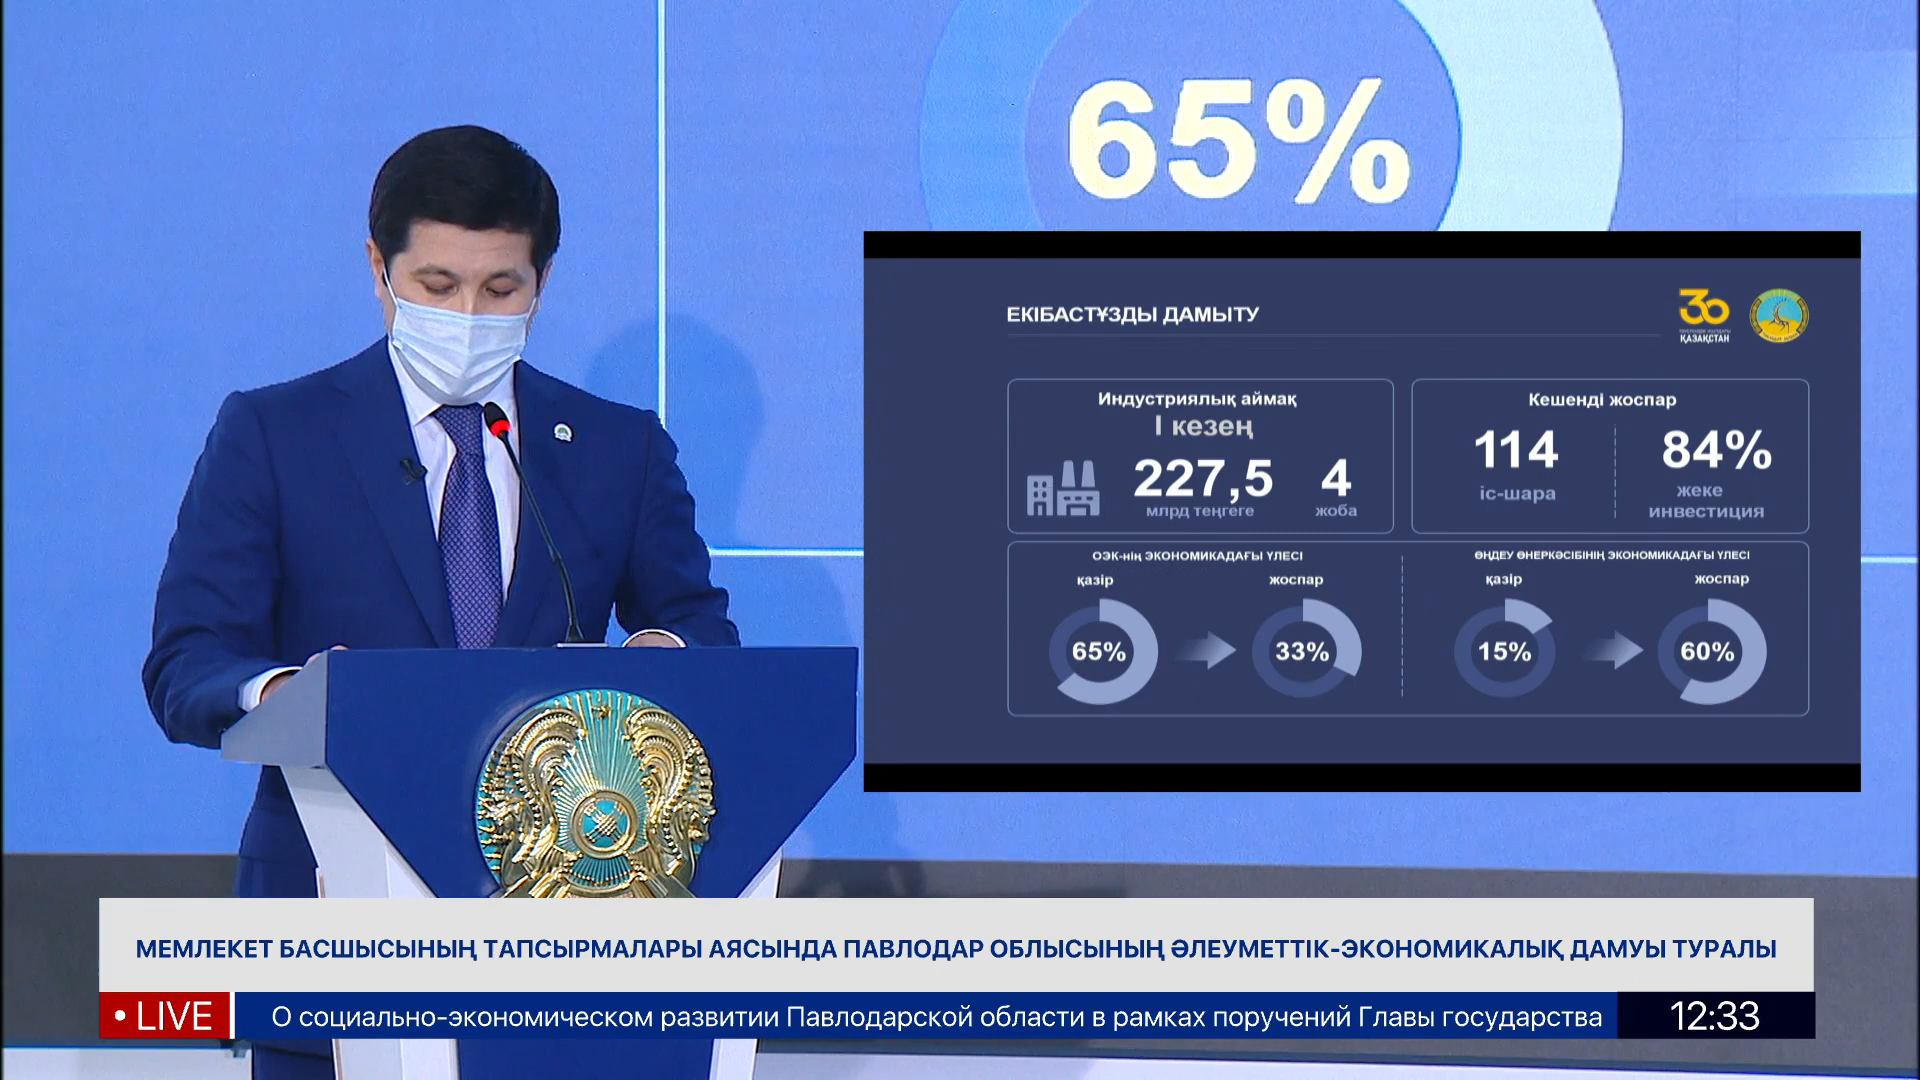 65%
ЕКІБАСТҰЗДЫ ДАМЫТУ
ҚАЗАҚСТАН
Индустриялық аймақ
І кезең
227,5
млрд теңгеге
4
жоба
Кешенді жоспар
114
іс-шара
84%
жеке
инвестиция
ОЭК-нің ЭКОНОМИКАДАҒЫ ҮЛЕСІ
қазір
жоспар
65%
33%
ӨҢДЕУ ӨНЕРКӘСІБІНІҢ ЭКОНОМИКАДАҒЫ ҮЛЕСІ
қазір
жоспар
15%
60%
МЕМЛЕКЕТ БАСШЫСЫНЫҢ ТАПСЫРМАЛАРЫ АЯСЫНДА ПАВЛОДАР ОБЛЫСЫНЫҢ ӘЛЕУМЕТТІК-ЭКОНОМИКАЛЫҚ ДАМУЫ ТУРАЛЫ
• LIVE
О социально-экономическом развитии Павлодарской области в рамках поручений Главы государства
12:33